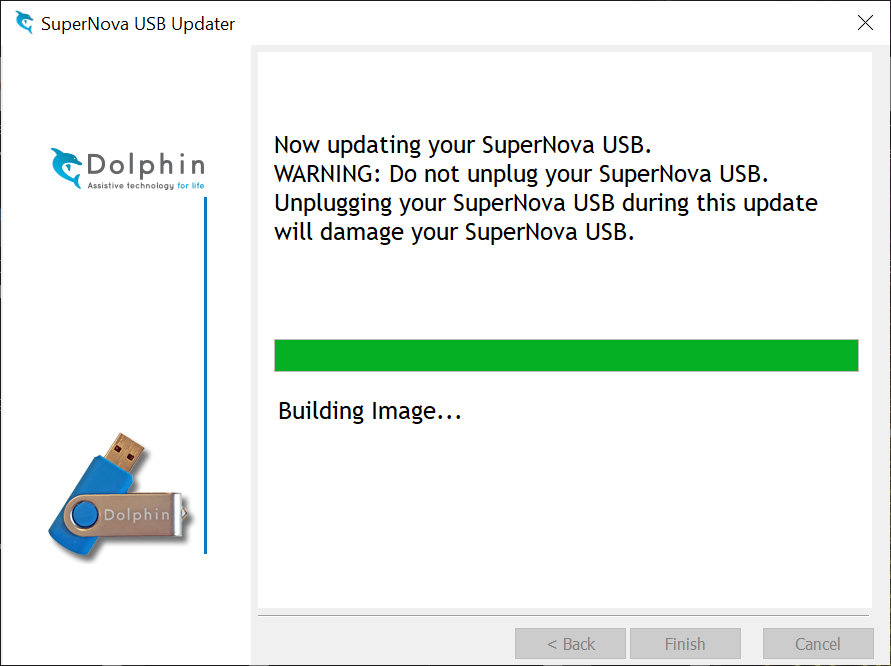 SuperNova USB Updater
Dolphin
Assistive technology for life
Now updating your SuperNova USB.
WARNING: Do not unplug your SuperNova USB.
Unplugging your SuperNova USB during this update
will damage your SuperNova USB.
Building Image...
Dolphin
< Back
Finish
Cancel